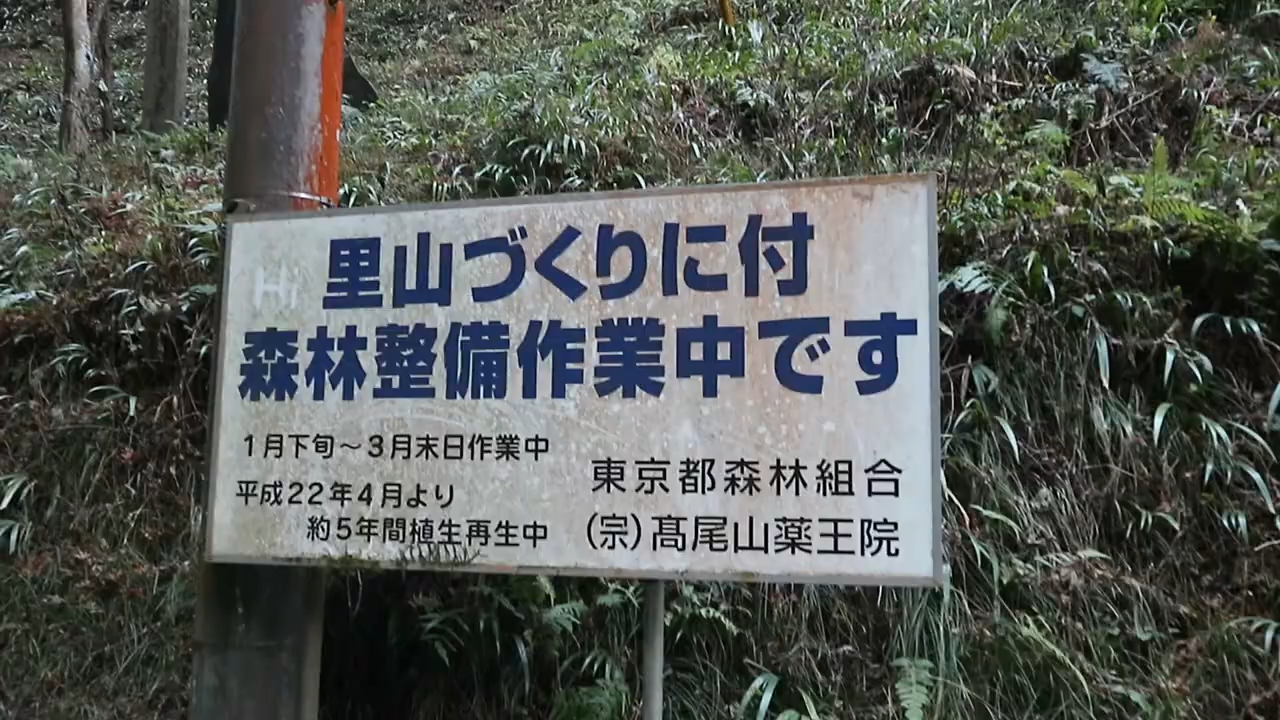 里山づくりに付
森林整備作業中です
Hi
1月下旬～3月末日作業中
平成22年4月より
約5年間植生再生中
東京都森林組合
(宗)髙尾山薬王院